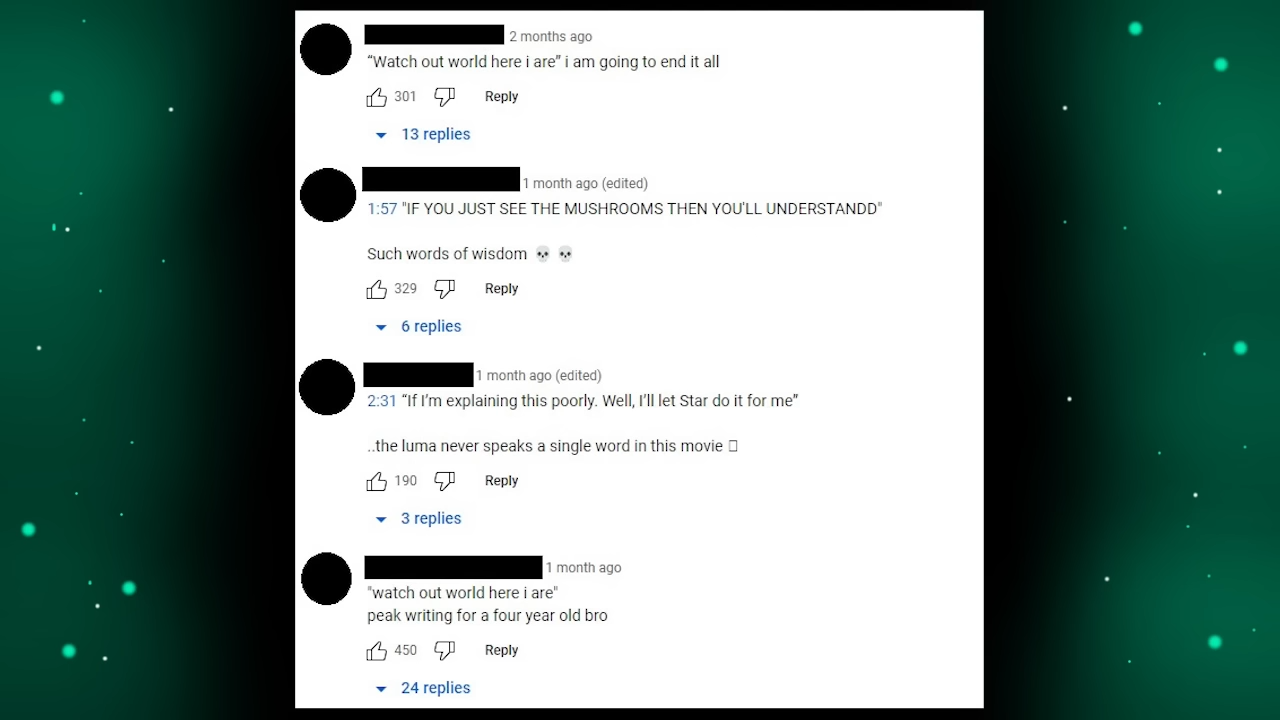 2 months ago
“Watch out world here i are” i am going to end it all
301 Reply
13 replies
1 month ago (edited)
1:57 "IF YOU JUST SEE THE MUSHROOMS THEN YOU'LL UNDERSTANDD"
Such words of wisdom 💀 💀
329 Reply
6 replies
1 month ago (edited)
2:31 “If I’m explaining this poorly. Well, I’ll let Star do it for me”
..the luma never speaks a single word in this movie
190 Reply
3 replies
1 month ago
"watch out world here i are"
peak writing for a four year old bro
450 Reply
24 replies